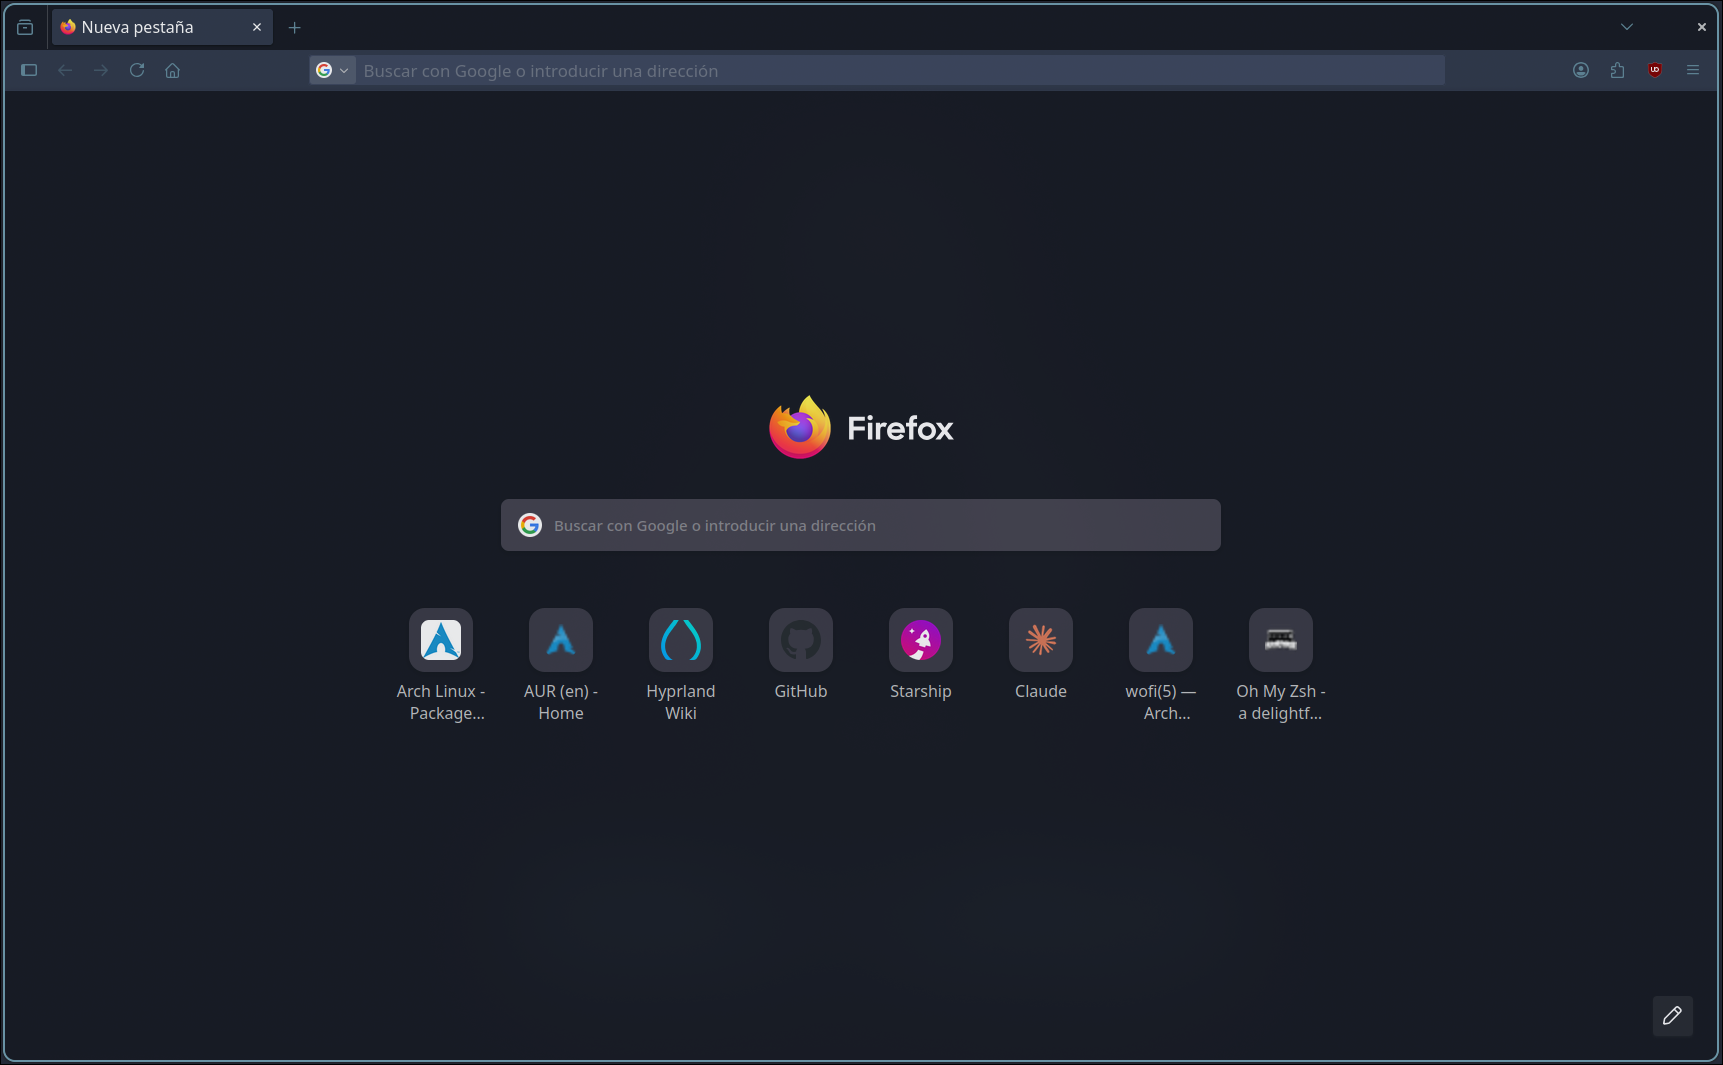 Nueva pestaña
Buscar con Google o introducir una dirección
Firefox
Buscar con Google o introducir una dirección
Arch Linux -
Package...
AUR (en) -
Home
Hyprland
Wiki
GitHub
Starship
Claude
wofi(5) —
Arch...
Oh My Zsh -
a delightf...